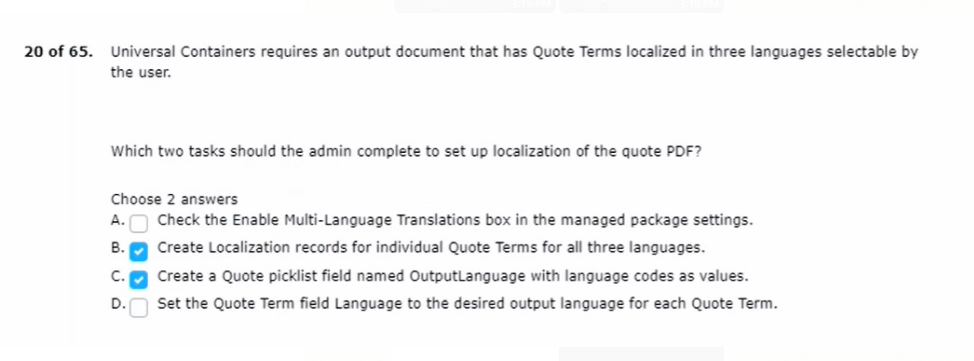 20 of 65. Universal Containers requires an output document that has Quote Terms localized in three languages selectable by
the user.
Which two tasks should the admin complete to set up localization of the quote PDF?
Choose 2 answers
A. Check the Enable Multi-Language Translations box in the managed package settings.
B. Create Localization records for individual Quote Terms for all three languages.
C. Create a Quote picklist field named OutputLanguage with language codes as values.
D. Set the Quote Term field Language to the desired output language for each Quote Term.